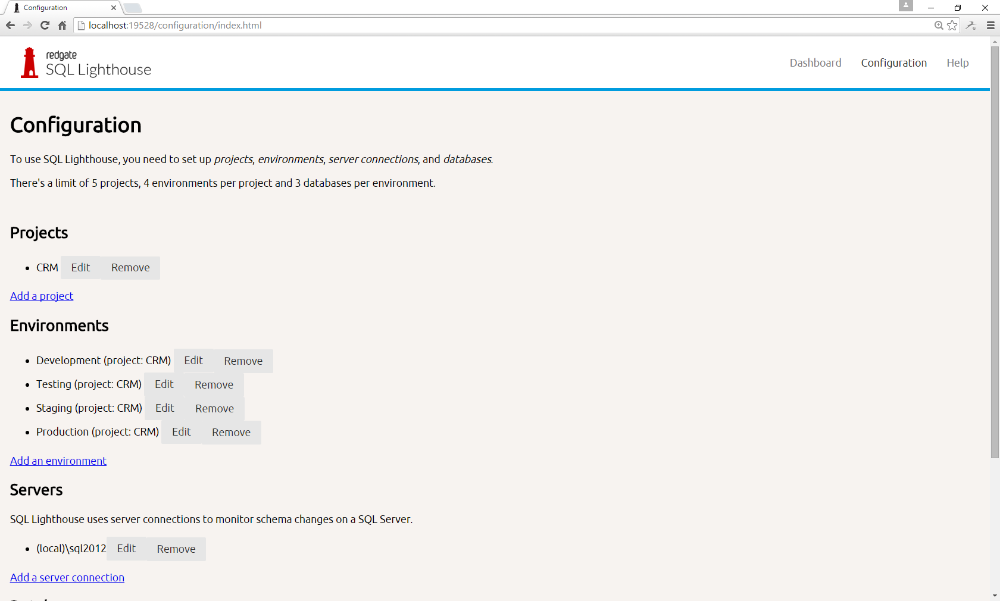 Configuration
localhost:19528/configuration/index.html
redgate
SQL Lighthouse
Dashboard Configuration Help
Configuration
To use SQL Lighthouse, you need to set up projects, environments, server connections, and databases.
There's a limit of 5 projects, 4 environments per project and 3 databases per environment.
Projects
• CRM Edit Remove
Add a project
Environments
• Development (project: CRM) Edit Remove
• Testing (project: CRM) Edit Remove
• Staging (project: CRM) Edit Remove
• Production (project: CRM) Edit Remove
Add an environment
Servers
SQL Lighthouse uses server connections to monitor schema changes on a SQL Server.
• (local)\sql2012 Edit Remove
Add a server connection